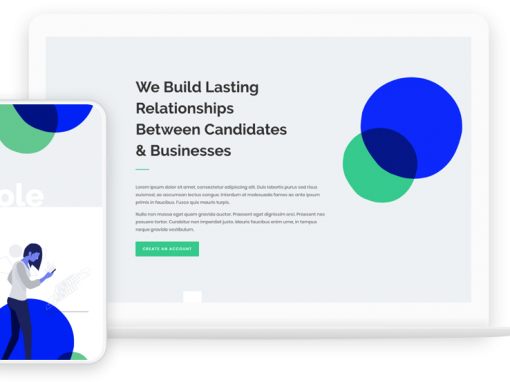 We Build Lasting
Relationships
Between Candidates
& Businesses
Lorem ipsum dolor sit amet, consectetur adipiscing elit. Duis lobortis purus sed risus
euismod, ac accumsan lectus congue. Interdum et malesuada fames ac ante ipsum
primis in faucibus. Fusce quis mauris turpis.
Nulla non massa eget quam gravida auctor. Praesent eget dignissim orci. Praesent nec
posuere tortor. Curabitur non imperdiet justo. Mauris faucibus enim urna, in tempus
neque gravida vestibulum.
CREATE AN ACCOUNT
ple